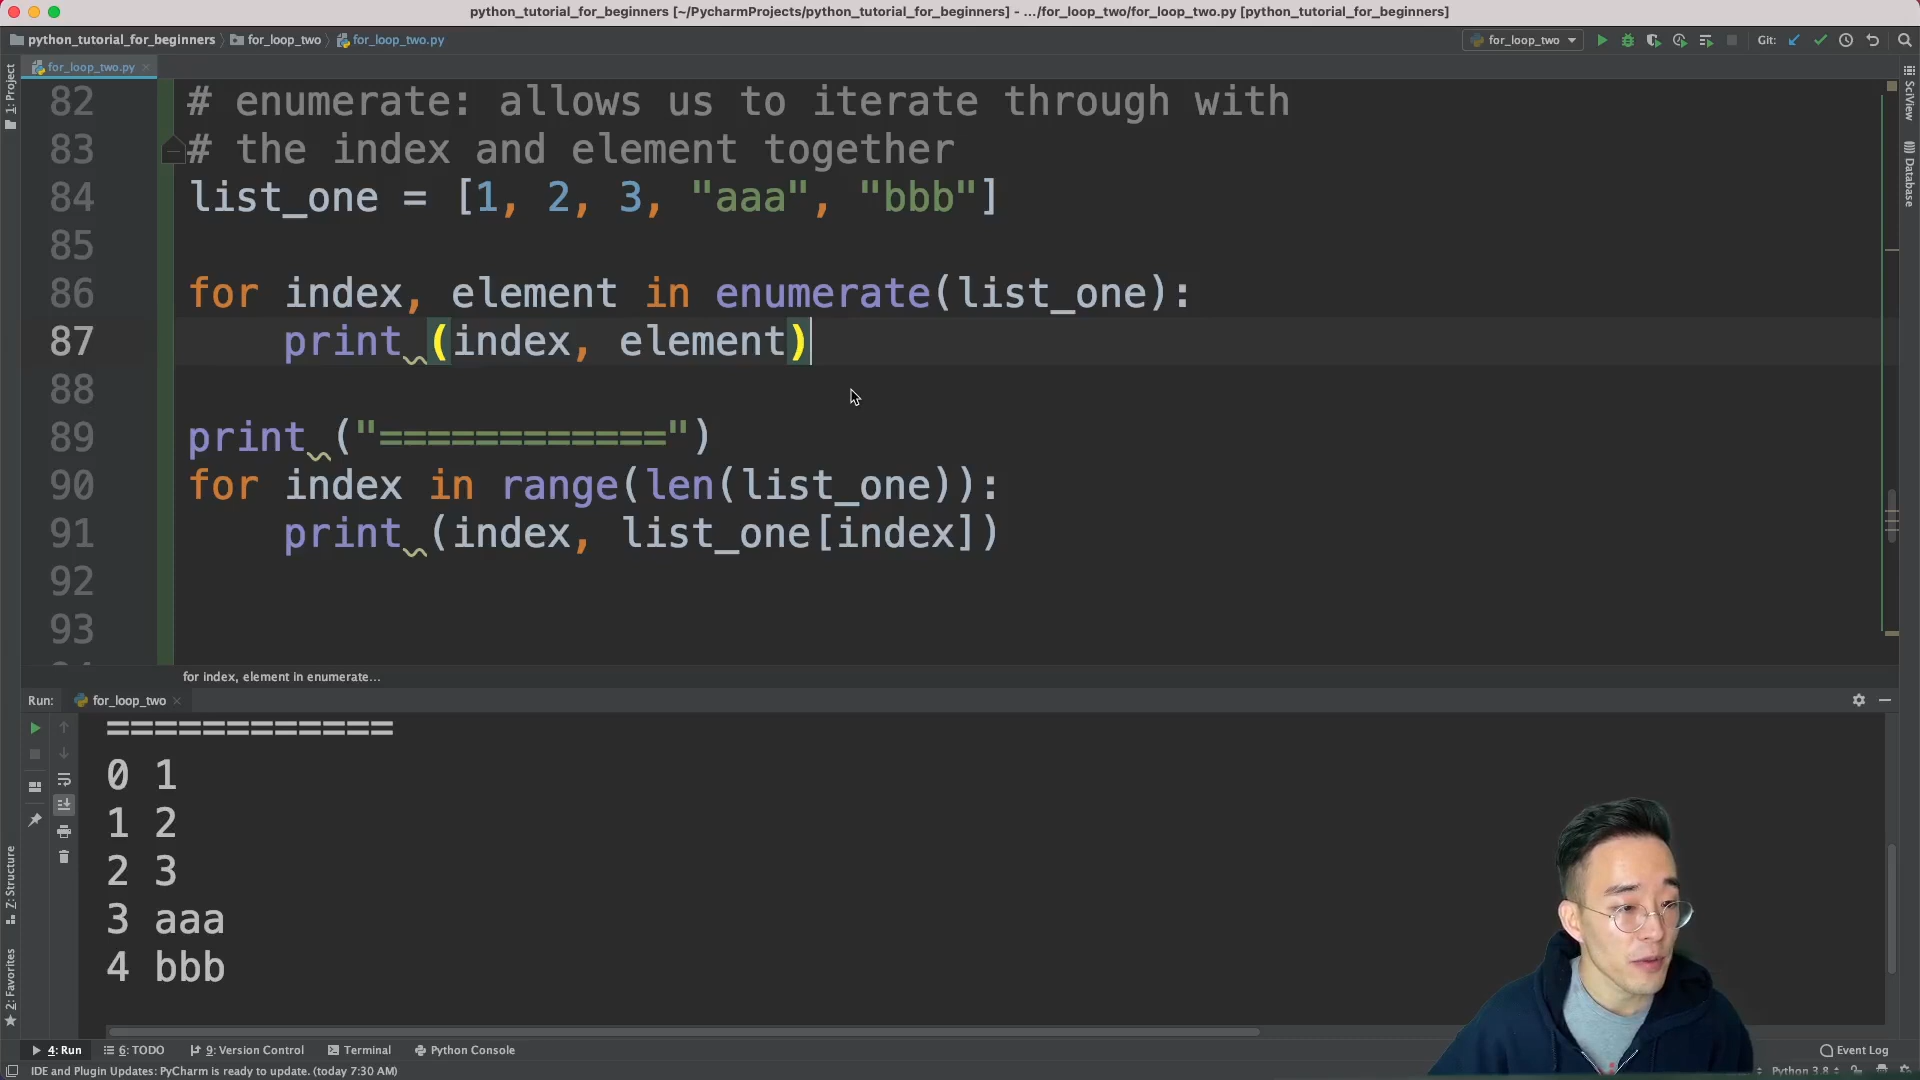 python_tutorial_for_beginners [~/PycharmProjects/python_tutorial_for_beginners] - .../for_loop_two/for_loop_two.py [python_tutorial_for_beginners]
python_tutorial_for_beginners for_loop_two for_loop_two.py for_loop_two Git:
for_loop_two.py
1: Project
SciView
Database
82 # enumerate: allows us to iterate through with
83 # the index and element together
84 list_one = [1, 2, 3, "aaa", "bbb"]
85
86 for index, element in enumerate(list_one):
87     print (index, element)
88
89 print ("============")
90 for index in range(len(list_one)):
91     print (index, list_one[index])
92
93
for index, element in enumerate...
Run: for_loop_two
============
0 1
1 2
2 3
3 aaa
4 bbb
Z: Structure
2: Favorites
4: Run 6: TODO 9: Version Control Terminal Python Console Event Log
IDE and Plugin Updates: PyCharm is ready to update. (today 7:30 AM) Python 3.8